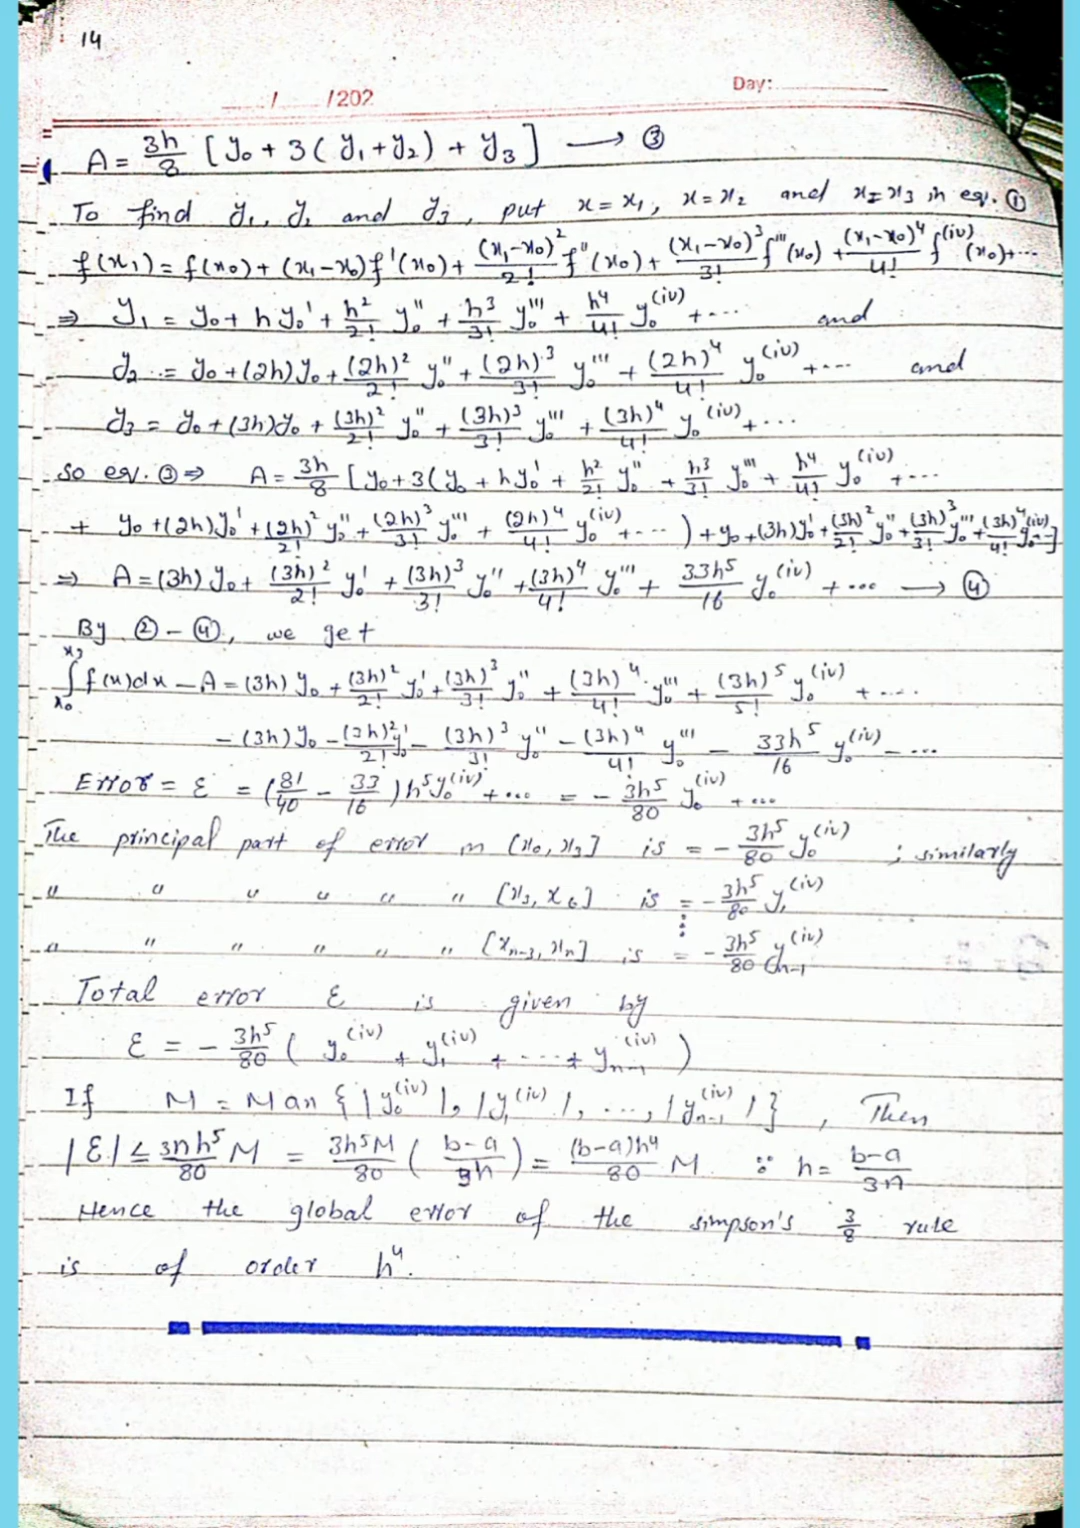 14
/ /202
Day:
A = 3h/8 [y₀ + 3(y₁ + y₂) + y₃] → ③
To find y₁, y₂ and y₃, put x = x₁, x = x₂ and x = x₃ in eq. ①
f(x₁) = f(x₀) + (x₁-x₀)f'(x₀) + (x₁-x₀)²/2! f''(x₀) + (x₁-x₀)³/3! f'''(x₀) + (x₁-x₀)⁴/4! f^(iv)(x₀)+...
⇒ y₁ = y₀ + hy₀' + h²/2! y₀'' + h³/3! y₀''' + h⁴/4! y₀^(iv) + ... and
y₂ = y₀ + (2h)y₀ + (2h)²/2! y₀'' + (2h)³/3! y₀''' + (2h)⁴/4! y₀^(iv) + ... and
y₃ = y₀ + (3h)y₀ + (3h)²/2! y₀'' + (3h)³/3! y₀''' + (3h)⁴/4! y₀^(iv) + ...
so eq. ③ ⇒ A = 3h/8 [y₀ + 3(y₀ + hy₀' + h²/2! y₀'' + h³/3! y₀''' + h⁴/4! y₀^(iv) + ...
+ y₀ + (2h)y₀' + (2h)²/2! y₀'' + (2h)³/3! y₀''' + (2h)⁴/4! y₀^(iv) + ... ) + y₀ + (3h)y₀' + (3h)²/2! y₀'' + (3h)³/3! y₀''' + (3h)⁴/4! y₀^(iv) ...]
⇒ A = (3h)y₀ + (3h)²/2! y₀' + (3h)³/3! y₀'' + (3h)⁴/4! y₀''' + 33h⁵/16 y₀^(iv) + ... → ④
By ② - ④, we get
∫ₓ₀^x₃ f(x)dx - A = (3h)y₀ + (3h)²/2! y₀' + (3h)³/3! y₀'' + (3h)⁴/4! y₀''' + (3h)⁵/5! y₀^(iv) + ...
- (3h)y₀ - (3h)²/2! y₀' - (3h)³/3! y₀'' - (3h)⁴/4! y₀''' - 33h⁵/16 y₀^(iv) - ...
Error = ε = (81/40 - 33/16)h⁵y₀^(iv) + ... = - 3h⁵/80 y₀^(iv) + ...
The principal part of error in [x₀, x₃] is = - 3h⁵/80 y₀^(iv) ; similarly
" " " " " " [x₃, x₆] is = - 3h⁵/80 y₁^(iv)
⋮
" " " " " " [xₙ₋₃, xₙ] is = - 3h⁵/80 yₙ₋₁^(iv)
Total error ε is given by
ε = - 3h⁵/80 ( y₀^(iv) + y₁^(iv) + ... + yₙ₋₁^(iv) )
If M = Man { |y₀^(iv)|, |y₁^(iv)|, ..., |yₙ₋₁^(iv)| } , Then
|ε| ≤ 3nh⁵/80 M = 3h⁵M/80 ( b-a/3h ) = (b-a)h⁴/80 M ∵ h = b-a/3n
Hence the global error of the simpson's 3/8 rule
is of order h⁴.